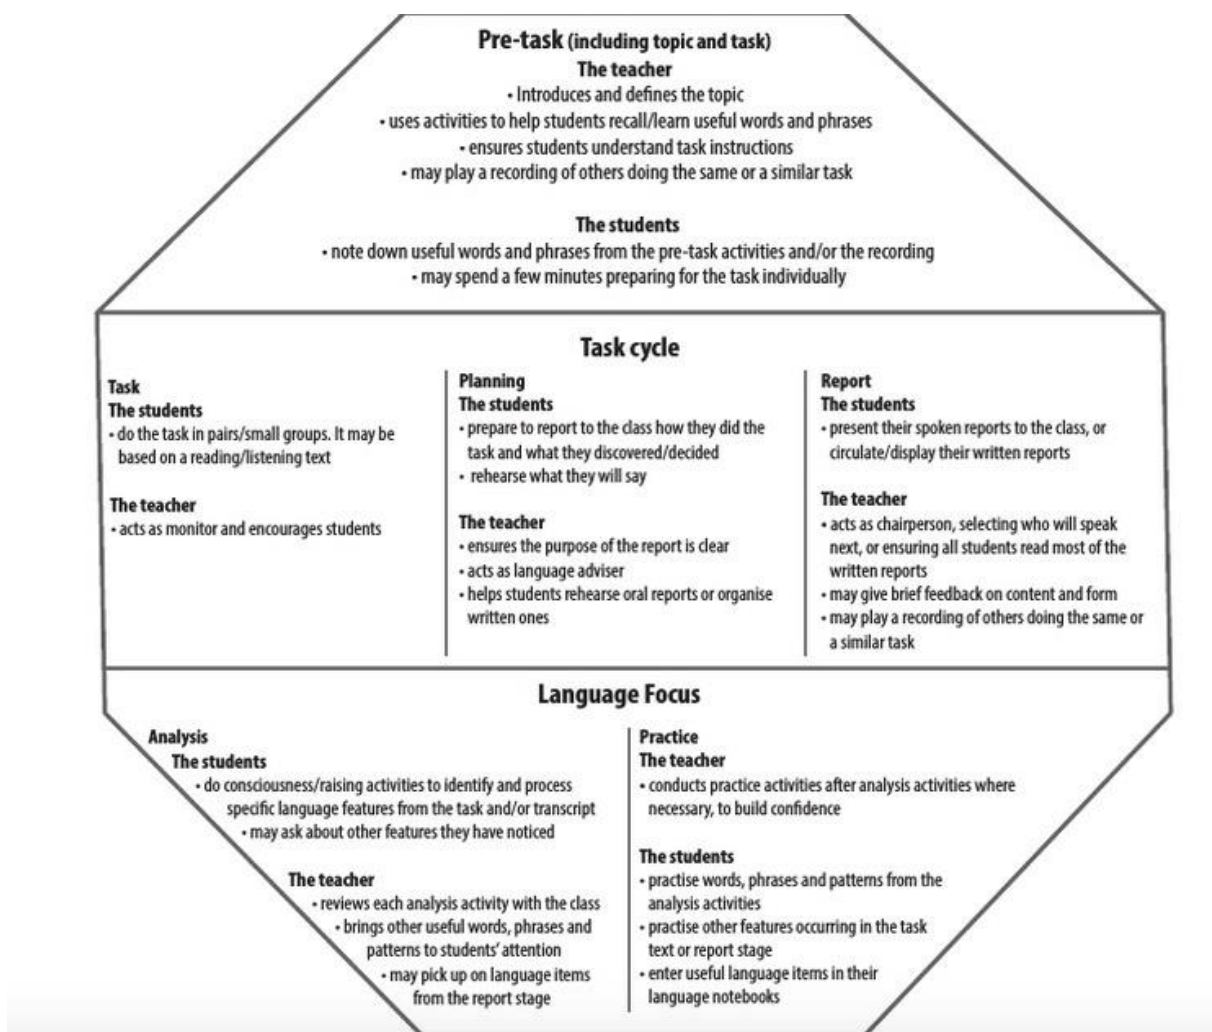 Pre-task (including topic and task)
The teacher
• Introduces and defines the topic
• uses activities to help students recall/learn useful words and phrases
• ensures students understand task instructions
• may play a recording of others doing the same or a similar task
The students
• note down useful words and phrases from the pre-task activities and/or the recording
• may spend a few minutes preparing for the task individually
Task cycle
Task
The students
• do the task in pairs/small groups. It may be
based on a reading/listening text
The teacher
• acts as monitor and encourages students
Planning
The students
• prepare to report to the class how they did the
task and what they discovered/decided
• rehearse what they will say
The teacher
• ensures the purpose of the report is clear
• acts as language adviser
• helps students rehearse oral reports or organise
written ones
Report
The students
• present their spoken reports to the class, or
circulate/display their written reports
The teacher
• acts as chairperson, selecting who will speak
next, or ensuring all students read most of the
written reports
• may give brief feedback on content and form
• may play a recording of others doing the same or
a similar task
Language Focus
Analysis
The students
• do consciousness/raising activities to identify and process
specific language features from the task and/or transcript
• may ask about other features they have noticed
The teacher
• reviews each analysis activity with the class
• brings other useful words, phrases and
patterns to students' attention
• may pick up on language items
from the report stage
Practice
The teacher
• conducts practice activities after analysis activities where
necessary, to build confidence
The students
• practise words, phrases and patterns from the
analysis activities
• practise other features occurring in the task
text or report stage
• enter useful language items in their
language notebooks